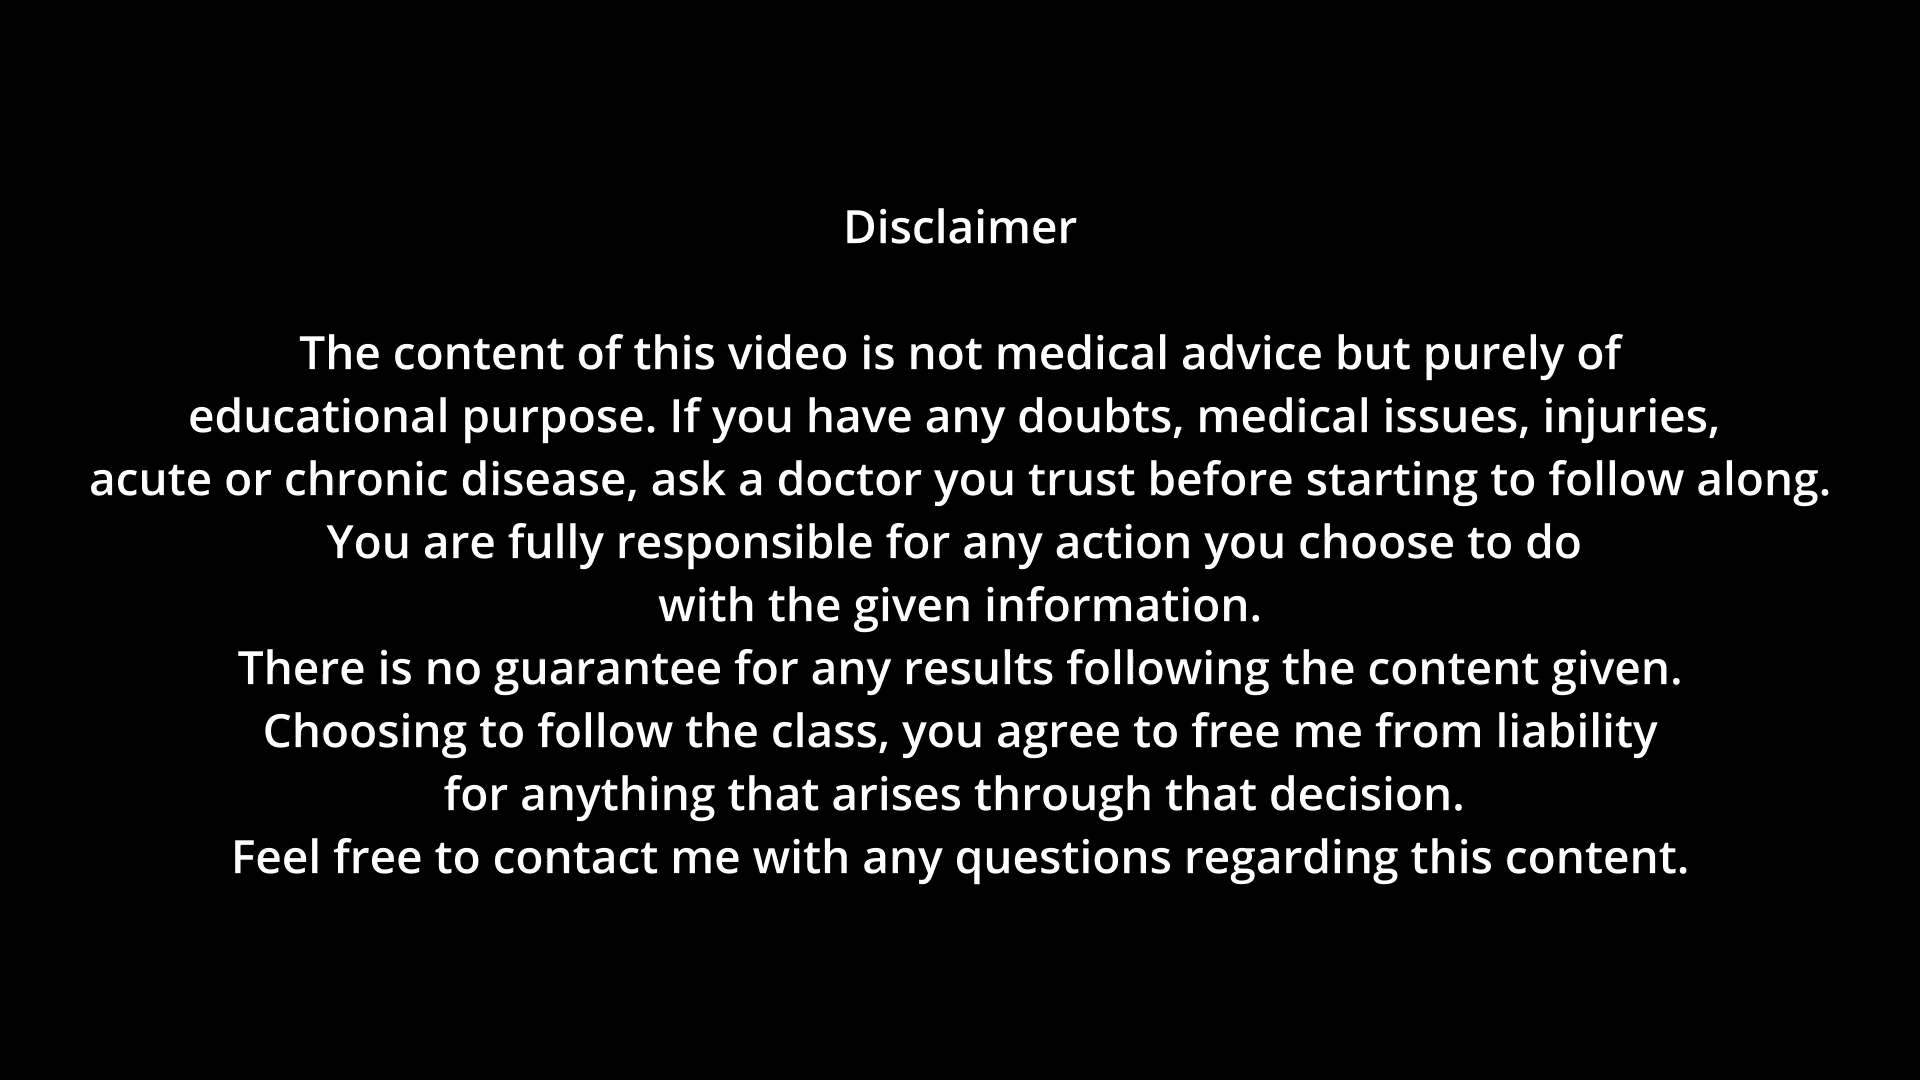 Disclaimer
The content of this video is not medical advice but purely of
educational purpose. If you have any doubts, medical issues, injuries,
acute or chronic disease, ask a doctor you trust before starting to follow along.
You are fully responsible for any action you choose to do
with the given information.
There is no guarantee for any results following the content given.
Choosing to follow the class, you agree to free me from liability
for anything that arises through that decision.
Feel free to contact me with any questions regarding this content.